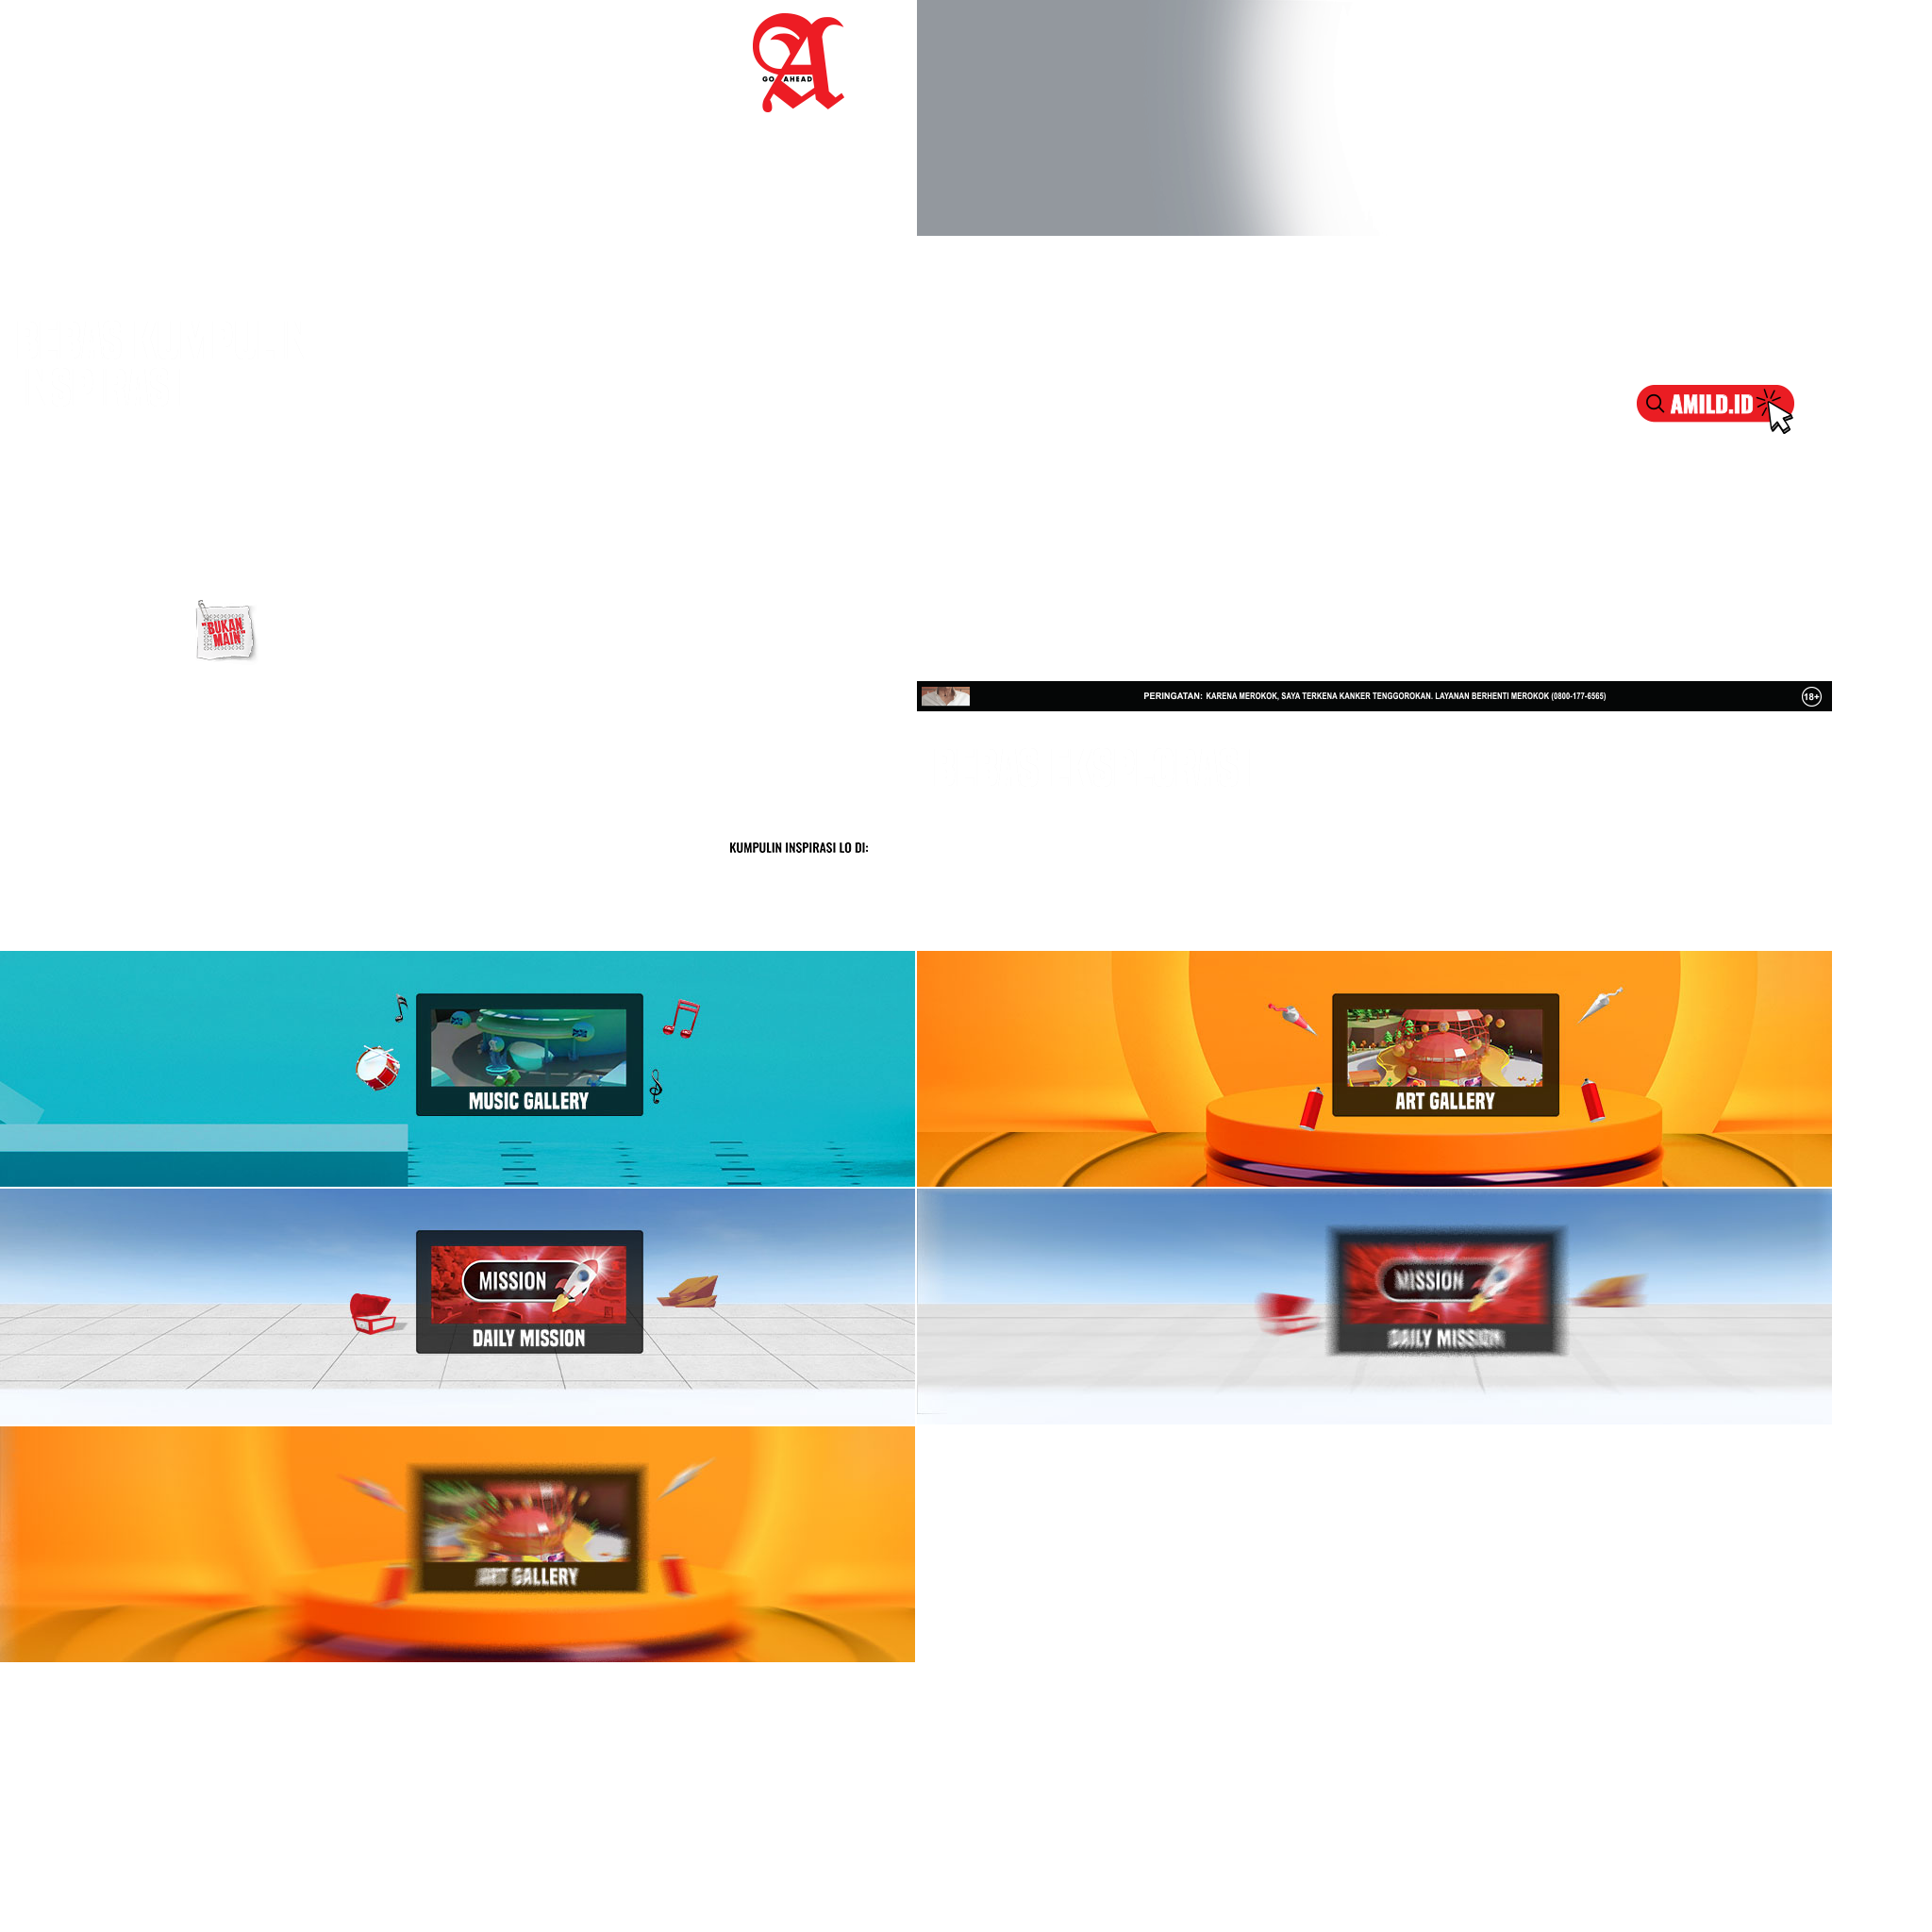 GO AHEAD
AMILD.ID
"BUKAN
MAIN"
PERINGATAN: KARENA MEROKOK, SAYA TERKENA KANKER TENGGOROKAN. LAYANAN BERHENTI MEROKOK (0800-177-6565)
18+
KUMPULIN INSPIRASI LO DI:
MUSIC GALLERY
ART GALLERY
MISSION
DAILY MISSION
MISSION
DAILY MISSION
ART GALLERY